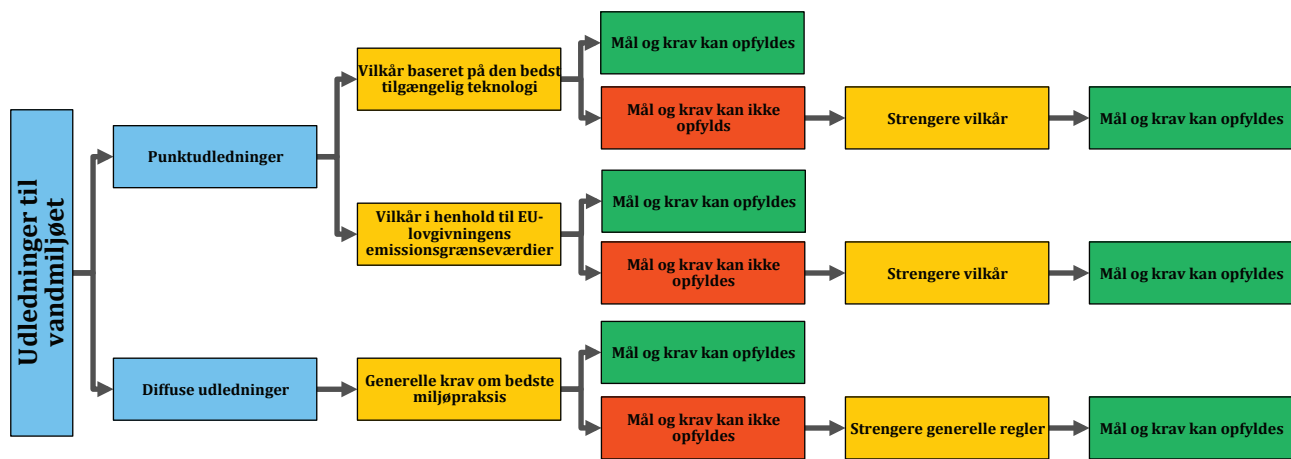 Udledninger til
vandmiljøet
Punktudledninger
Vilkår baseret på den bedst
tilgængelig teknologi
Mål og krav kan opfyldes
Mål og krav kan ikke
opfylds
Strengere vilkår
Mål og krav kan opfyldes
Vilkår i henhold til EU-
lovgivningens
emissionsgrænseværdier
Mål og krav kan opfyldes
Mål og krav kan ikke
opfyldes
Strengere vilkår
Mål og krav kan opfyldes
Diffuse udledninger
Generelle krav om bedste
miljøpraksis
Mål og krav kan opfyldes
Mål og krav kan ikke
opfyldes
Strengere generelle regler
Mål og krav kan opfyldes